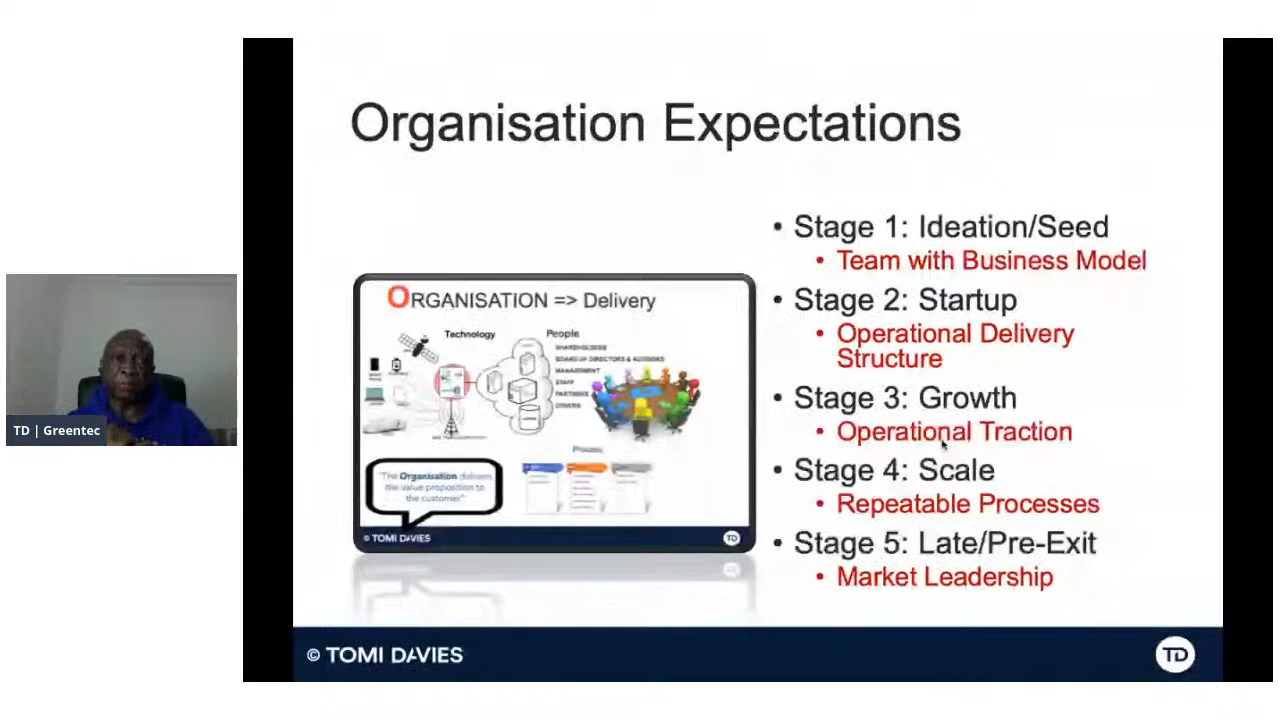 Organisation Expectations
• Stage 1: Ideation/Seed
• Team with Business Model
• Stage 2: Startup
• Operational Delivery
Structure
• Stage 3: Growth
• Operational Traction
• Stage 4: Scale
• Repeatable Processes
• Stage 5: Late/Pre-Exit
• Market Leadership
ORGANISATION => Delivery
Technology
People
SHAREHOLDERS
BOARD OF DIRECTORS & ADVISORS
MANAGEMENT
STAFF
PARTNERS
OTHERS
Process
"The Organisation delivers
the value proposition to
the customer"
© TOMI DAVIES
TD
TD | Greentec
© TOMI DAVIES
TD